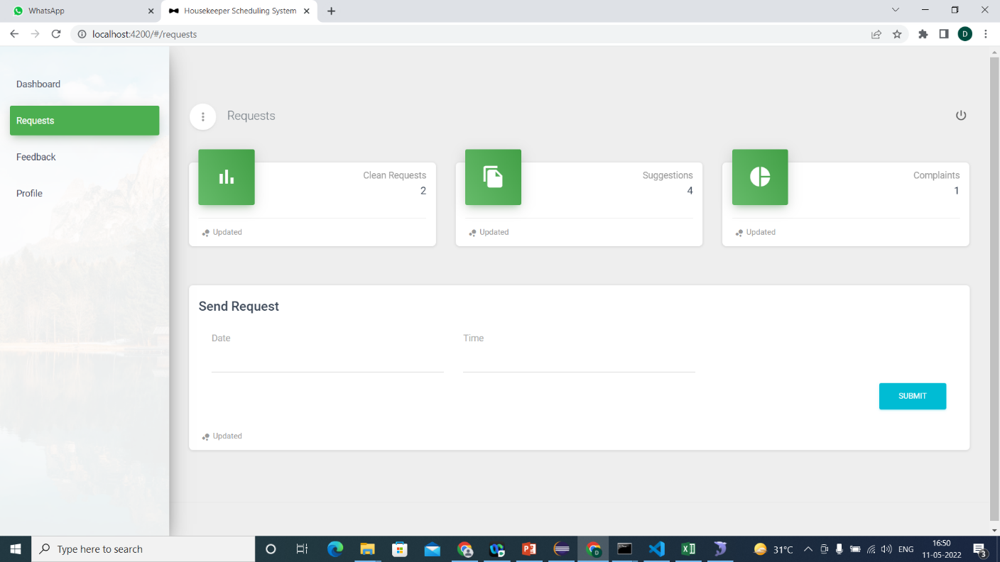 WhatsApp
Housekeeper Scheduling System
localhost:4200/#/requests
D
Dashboard
Requests
Feedback
Profile
Requests
Clean Requests
2
Updated
Suggestions
4
Updated
Complaints
1
Updated
Send Request
Date
Time
SUBMIT
Updated
Type here to search
31°C
ENG
16:50
11-05-2022
3